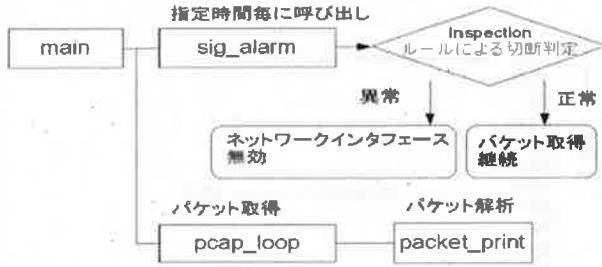 指定時間毎に呼び出し
main
sig_alarm
Inspection
ルールによる切断判定
異常
正常
ネットワークインタフェース
無効
パケット取得
継続
パケット取得
パケット解析
pcap_loop
packet_print